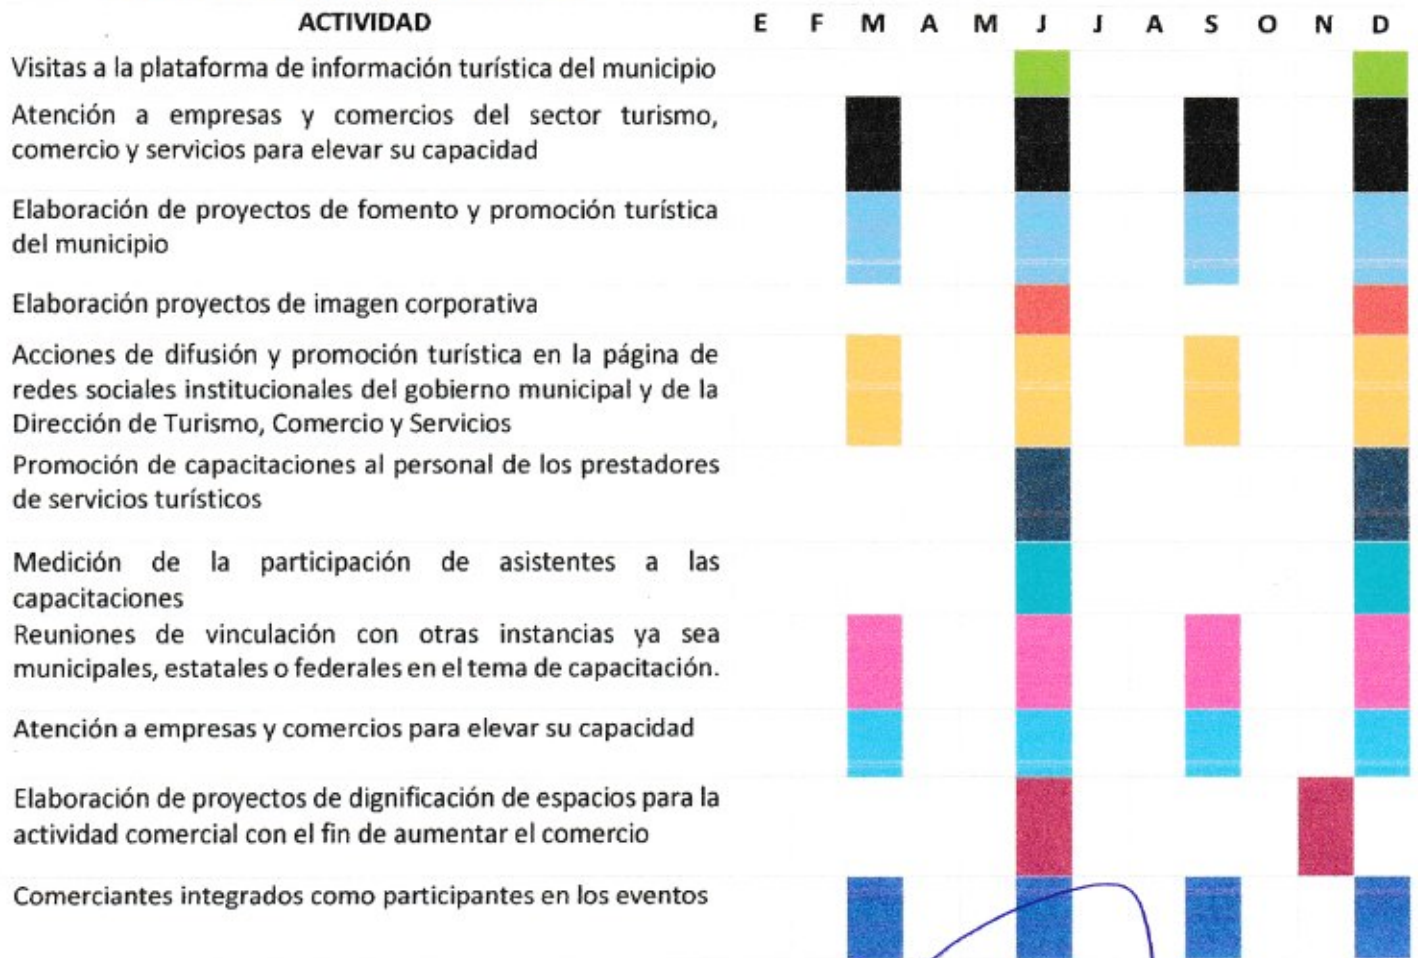 ACTIVIDAD E F M A M J J A S O N D
Visitas a la plataforma de información turística del municipio
Atención a empresas y comercios del sector turismo,
comercio y servicios para elevar su capacidad
Elaboración de proyectos de fomento y promoción turística
del municipio
Elaboración proyectos de imagen corporativa
Acciones de difusión y promoción turística en la página de
redes sociales institucionales del gobierno municipal y de la
Dirección de Turismo, Comercio y Servicios
Promoción de capacitaciones al personal de los prestadores
de servicios turísticos
Medición de la participación de asistentes a las
capacitaciones
Reuniones de vinculación con otras instancias ya sea
municipales, estatales o federales en el tema de capacitación.
Atención a empresas y comercios para elevar su capacidad
Elaboración de proyectos de dignificación de espacios para la
actividad comercial con el fin de aumentar el comercio
Comerciantes integrados como participantes en los eventos